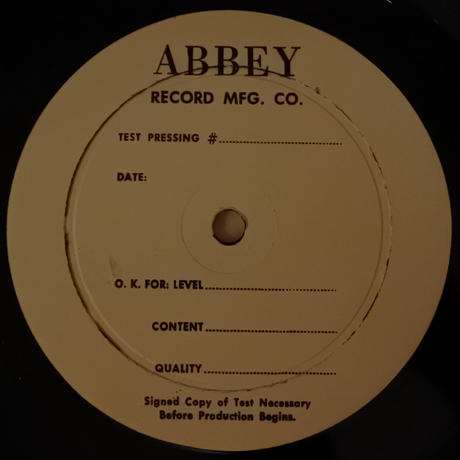 ABBEY
RECORD MFG. CO.
TEST PRESSING #
DATE:
O. K. FOR: LEVEL
CONTENT
QUALITY
Signed Copy of Test Necessary
Before Production Begins.